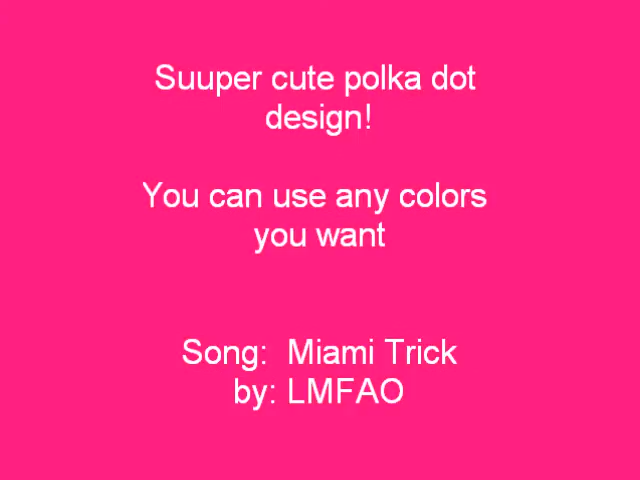 Suuper cute polka dot
design!
You can use any colors
you want
Song:  Miami Trick
by: LMFAO